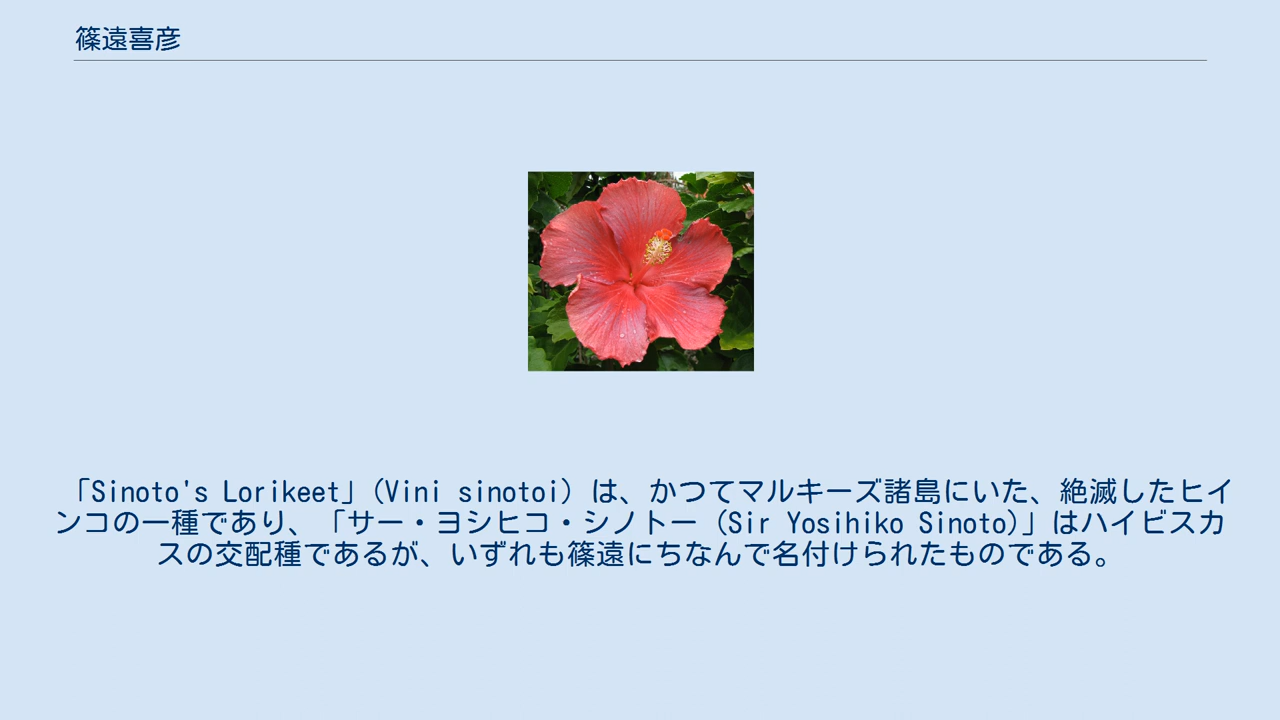 篠遠喜彦
「Sinoto's Lorikeet」(Vini sinotoi) は、かつてマルキーズ諸島にいた、絶滅したヒイ
ンコの一種であり、「サー・ヨシヒコ・シノトー (Sir Yosihiko Sinoto)」はハイビスカ
スの交配種であるが、いずれも篠遠にちなんで名付けられたものである。